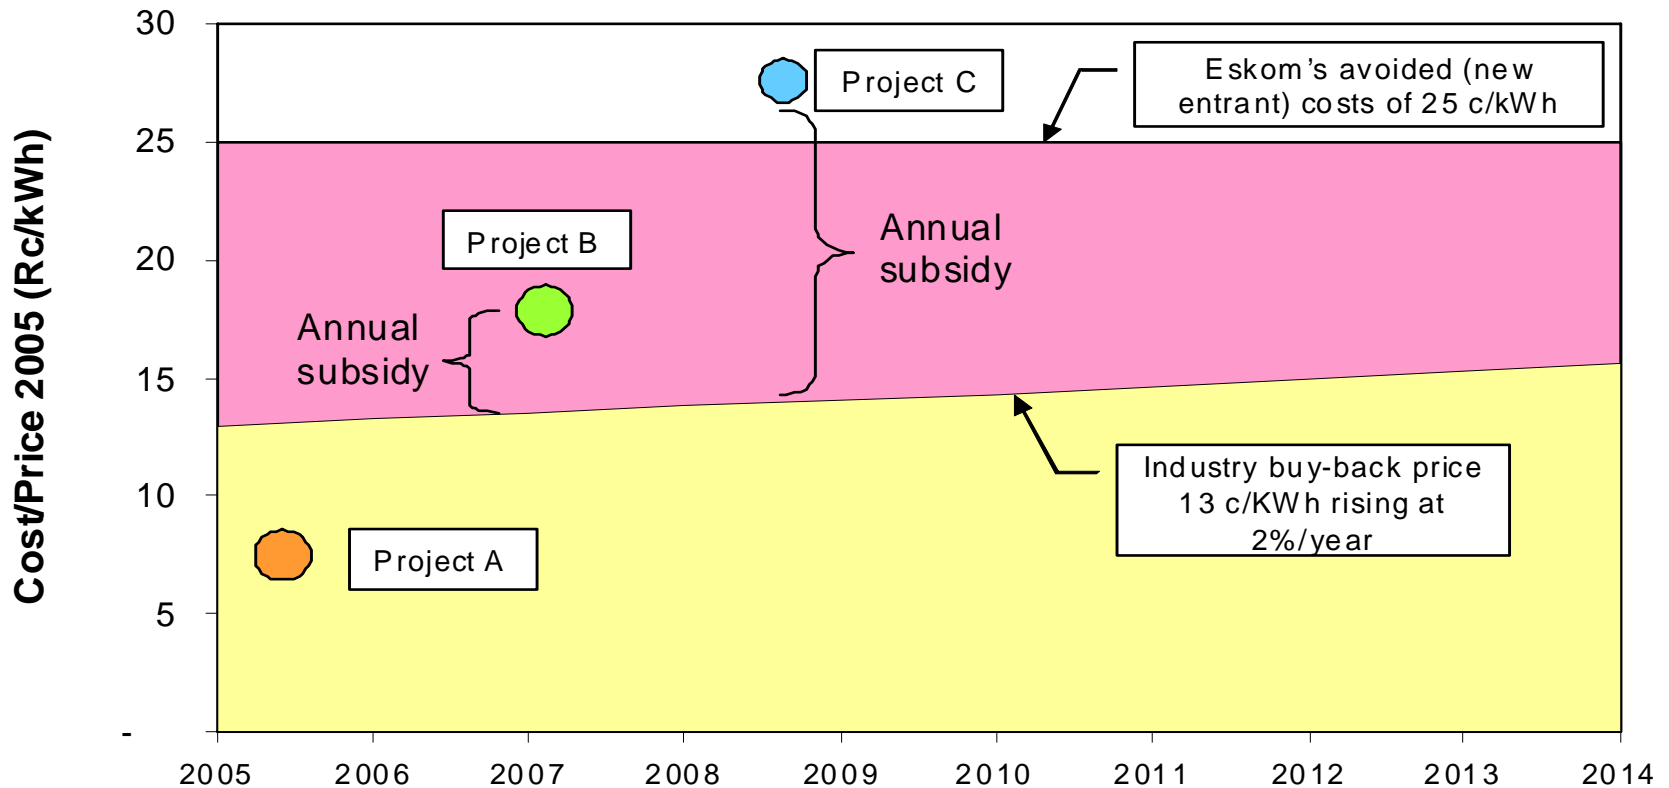 Cost/Price 2005 (Rc/kWh)
30
25
20
15
10
5
-
Project C
Eskom's avoided (new
entrant) costs of 25 c/kWh
Project B
Annual
subsidy
Annual
subsidy
Industry buy-back price
13 c/KWh rising at
2%/year
Project A
2005 2006 2007 2008 2009 2010 2011 2012 2013 2014